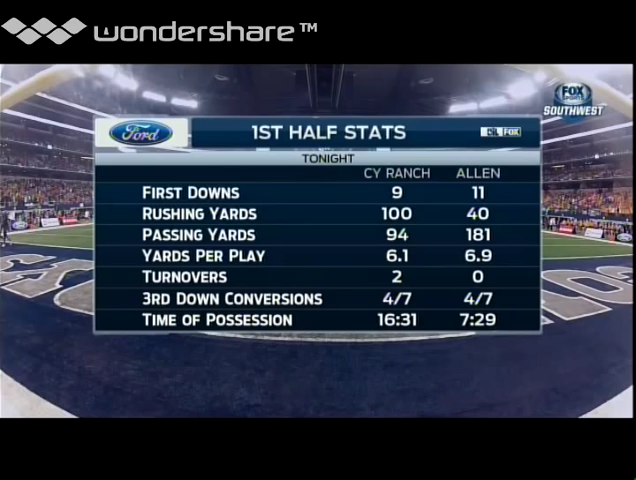 wondershare™
FOX
SPORTS
SOUTHWEST
Ford
1ST HALF STATS
FOX
TONIGHT
CY RANCH ALLEN
FIRST DOWNS 9 11
RUSHING YARDS 100 40
PASSING YARDS 94 181
YARDS PER PLAY 6.1 6.9
TURNOVERS 2 0
3RD DOWN CONVERSIONS 4/7 4/7
TIME OF POSSESSION 16:31 7:29